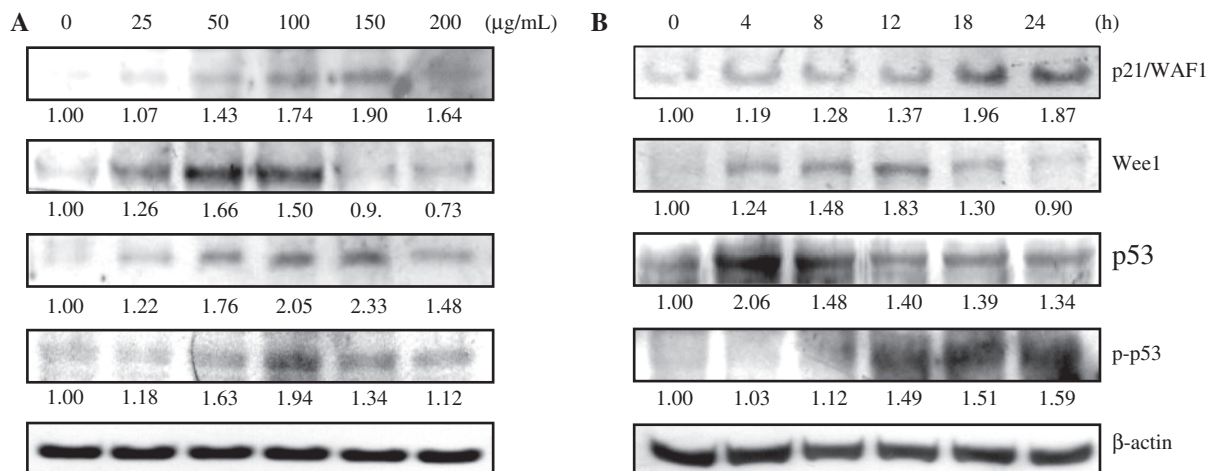 A 0 25 50 100 150 200 (μg/mL)
1.00 1.07 1.43 1.74 1.90 1.64
1.00 1.26 1.66 1.50 0.9. 0.73
1.00 1.22 1.76 2.05 2.33 1.48
1.00 1.18 1.63 1.94 1.34 1.12
B 0 4 8 12 18 24 (h)
p21/WAF1
1.00 1.19 1.28 1.37 1.96 1.87
Wee1
1.00 1.24 1.48 1.83 1.30 0.90
p53
1.00 2.06 1.48 1.40 1.39 1.34
p-p53
1.00 1.03 1.12 1.49 1.51 1.59
β-actin